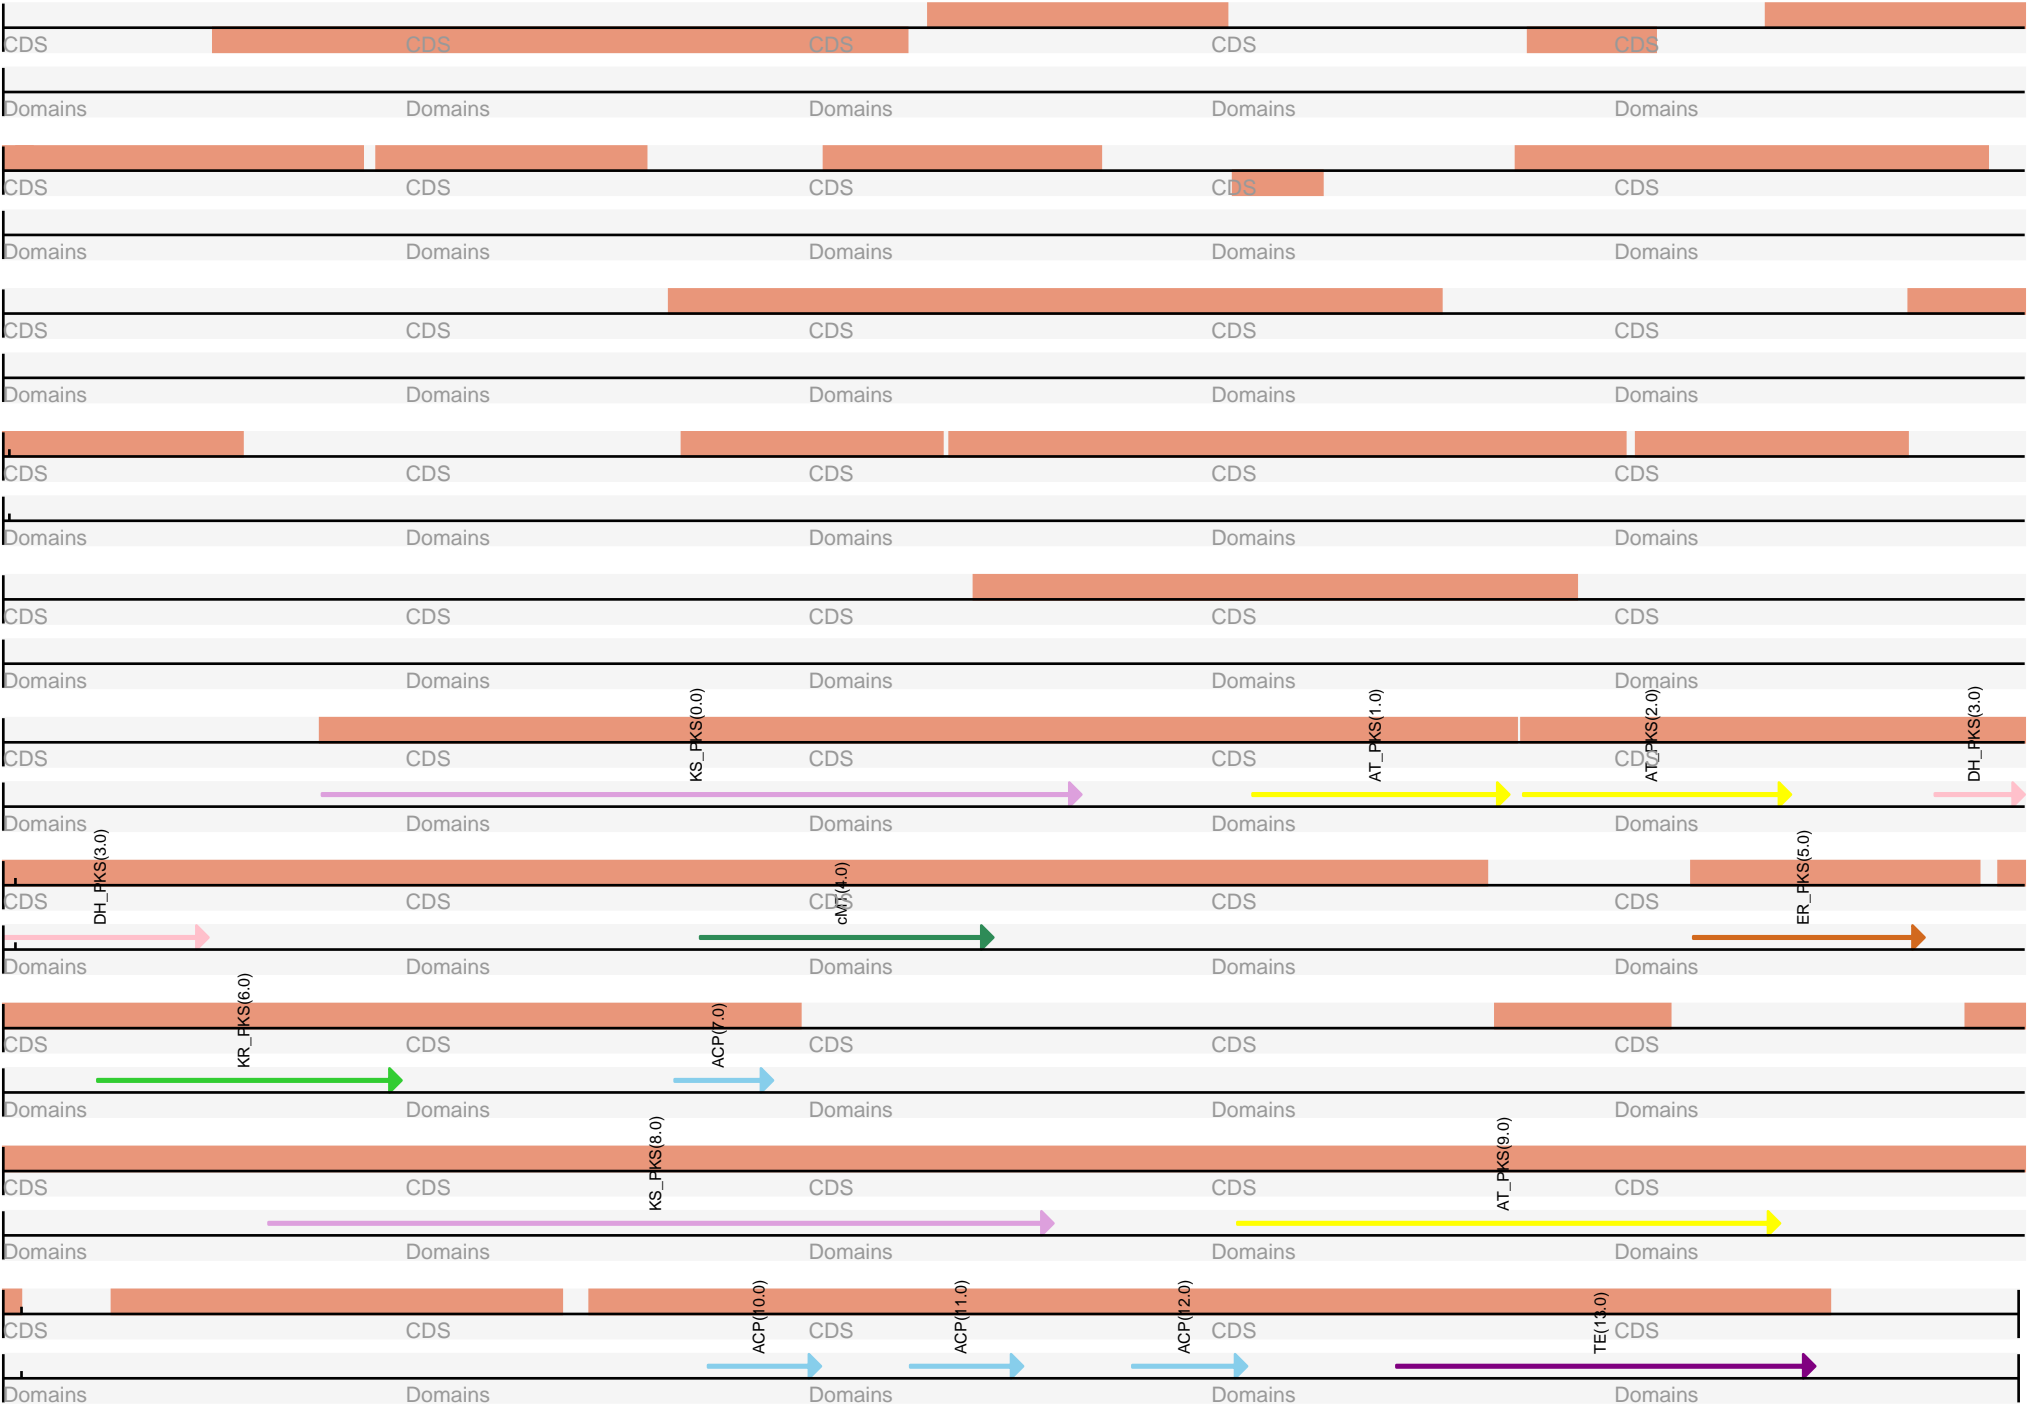 CDS CDS CDS CDS CDS
Domains Domains Domains Domains Domains
CDS CDS CDS CDS CDS
Domains Domains Domains Domains Domains
CDS CDS CDS CDS CDS
Domains Domains Domains Domains Domains
CDS CDS CDS CDS CDS
Domains Domains Domains Domains Domains
CDS CDS CDS CDS CDS
Domains Domains Domains Domains Domains
KS_PKS(0.0) AT_PKS(1.0) AT_PKS(2.0) DH_PKS(3.0)
CDS CDS CDS CDS CDS
Domains Domains Domains Domains Domains
DH_PKS(3.0) cMT(4.0) ER_PKS(5.0)
CDS CDS CDS CDS CDS
Domains Domains Domains Domains Domains
KR_PKS(6.0) ACP(7.0)
CDS CDS CDS CDS CDS
Domains Domains Domains Domains Domains
KS_PKS(8.0) AT_PKS(9.0)
CDS CDS CDS CDS CDS
Domains Domains Domains Domains Domains
ACP(10.0) ACP(11.0) ACP(12.0) TE(13.0)
CDS CDS CDS CDS CDS
Domains Domains Domains Domains Domains